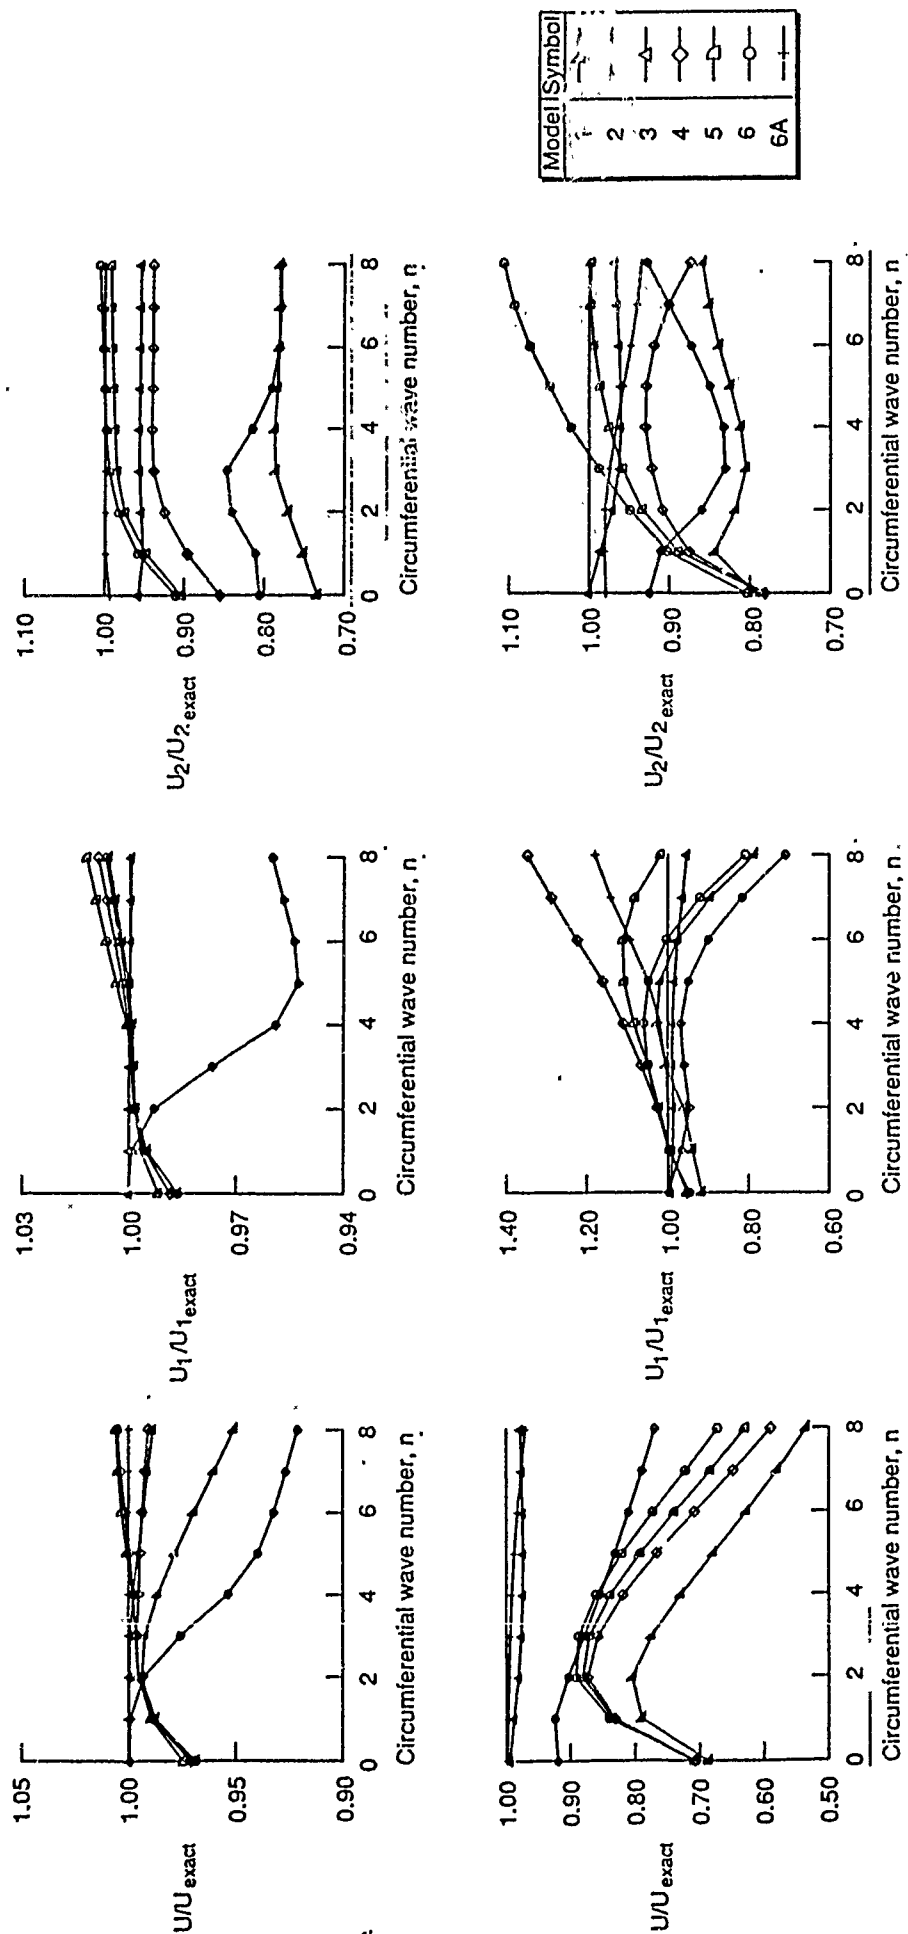 1.05
1.00
0.95
0.90
U/U exact
0 2 4 6 8
Circumferential wave number, n
1.03
1.00
0.97
0.94
U₁/U₁exact
0 2 4 6 8
Circumferential wave number, n
1.10
1.00
0.90
0.80
0.70
U₂/U₂ exact
0 2 4 6 8
Circumferential wave number, n
1.00
0.90
0.80
0.70
0.60
0.50
U/U exact
0 2 4 6 8
Circumferential wave number, n
1.40
1.20
1.00
0.80
0.60
U₁/U₁exact
0 2 4 6 8
Circumferential wave number, n
1.10
1.00
0.90
0.80
0.70
U₂/U₂ exact
0 2 4 6 8
Circumferential wave number, n
Model Symbol
1
2
3
4
5
6
6A